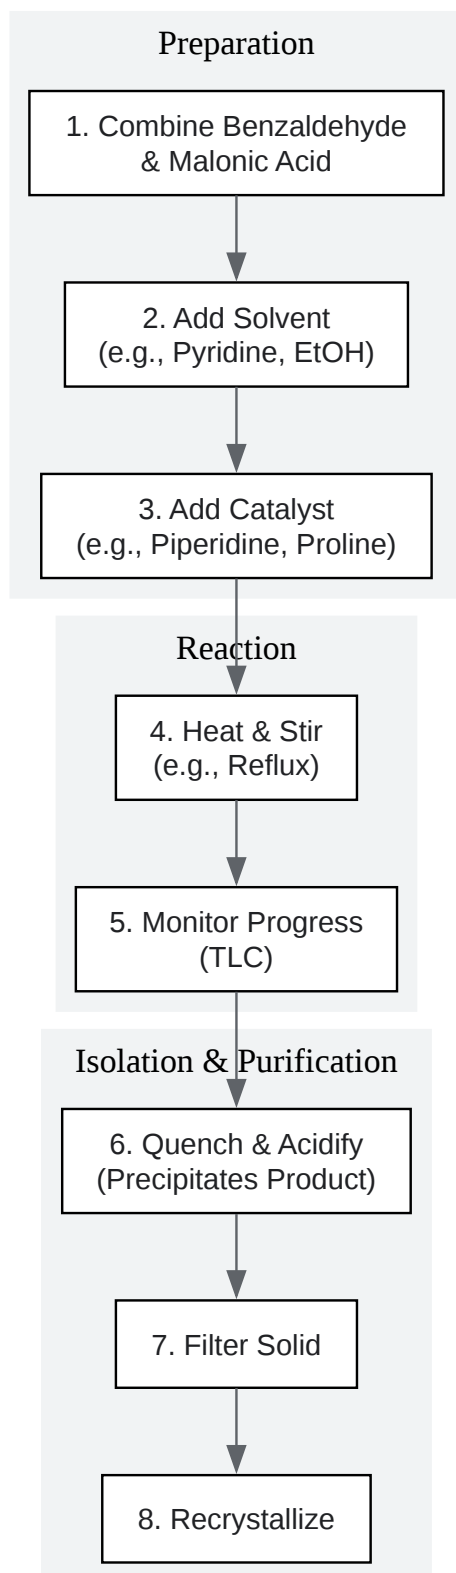 Preparation
1. Combine Benzaldehyde
& Malonic Acid
2. Add Solvent
(e.g., Pyridine, EtOH)
3. Add Catalyst
(e.g., Piperidine, Proline)
Reaction
4. Heat & Stir
(e.g., Reflux)
5. Monitor Progress
(TLC)
Isolation & Purification
6. Quench & Acidify
(Precipitates Product)
7. Filter Solid
8. Recrystallize